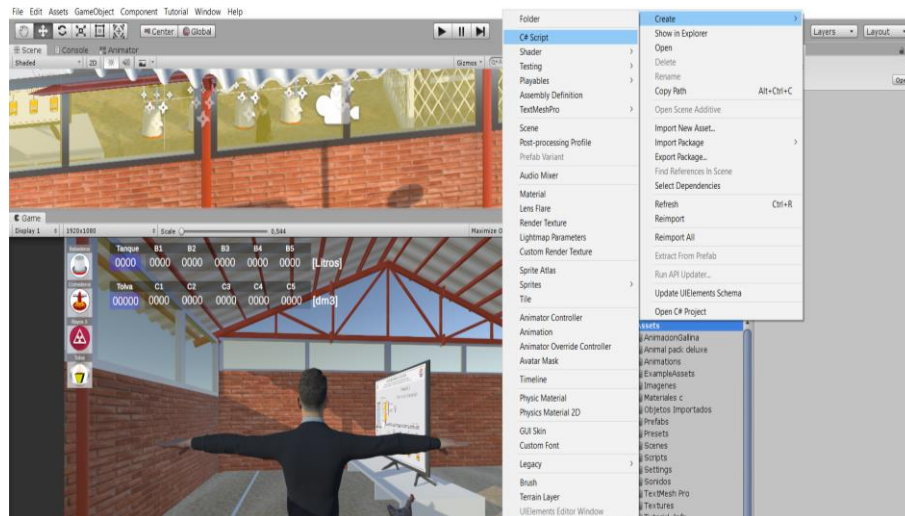 File Edit Assets GameObject Component Tutorial Window Help
Center Global
Layers
Layout
Scene Console Animator
Shaded 2D Gizmos
Game
Display 1 1920x1080 Scale 0,544 Maximize O
Tanque B1 B2 B3 B4 B5
0000 0000 0000 0000 0000 0000 [Litros]
Tolva C1 C2 C3 C4 C5
00000 0000 0000 0000 0000 0000 [dm3]
Tolva
Folder
C# Script
Shader
Testing
Playables
Assembly Definition
TextMeshPro
Scene
Post-processing Profile
Prefab Variant
Audio Mixer
Material
Lens Flare
Render Texture
Lightmap Parameters
Custom Render Texture
Sprite Atlas
Sprites
Tile
Animator Controller
Animation
Animator Override Controller
Avatar Mask
Timeline
Physic Material
Physics Material 2D
GUI Skin
Custom Font
Legacy
Brush
Terrain Layer
UIElements Editor Window
Create
Show in Explorer
Open
Delete
Rename
Copy Path Alt+Ctrl+C
Open Scene Additive
Import New Asset...
Import Package
Export Package...
Find References In Scene
Select Dependencies
Refresh Ctrl+R
Reimport
Reimport All
Extract From Prefab
Run API Updater...
Update UIElements Schema
Open C# Project
Assets
AnimacionGallina
Animal pack deluxe
Animations
ExampleAssets
Imagenes
Materiales c
Objetos Importados
Prefabs
Presets
Scenes
Scripts
Settings
Sonidos
TextMesh Pro
Textures